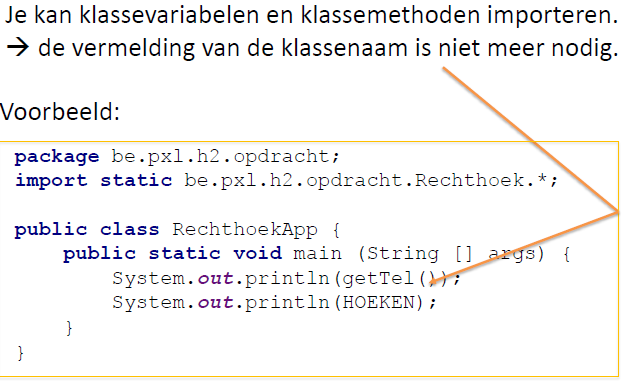 Je kan klassevariabelen en klassemethoden importeren.
→ de vermelding van de klassenaam is niet meer nodig.
Voorbeeld:
package be.pxl.h2.opdracht;
import static be.pxl.h2.opdracht.Rechthoek.*;
public class RechthoekApp {
    public static void main (String [] args) {
        System.out.println(getTel());
        System.out.println(HOEKEN);
    }
}